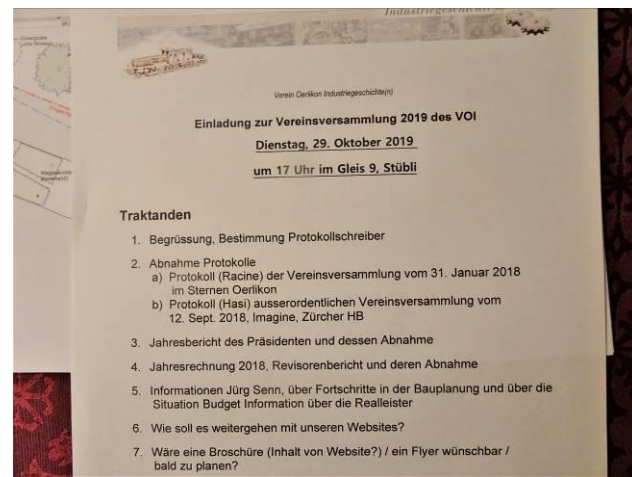 Industriegeschichte
Verein Oerlikon Industriegeschichte(n)
Einladung zur Vereinsversammlung 2019 des VOI
Dienstag, 29. Oktober 2019
um 17 Uhr im Gleis 9, Stübli
Traktanden
1. Begrüssung, Bestimmung Protokollschreiber
2. Abnahme Protokolle
a) Protokoll (Racine) der Vereinsversammlung vom 31. Januar 2018
im Sternen Oerlikon
b) Protokoll (Hasi) ausserordentlichen Vereinsversammlung vom
12. Sept. 2018, Imagine, Zürcher HB
3. Jahresbericht des Präsidenten und dessen Abnahme
4. Jahresrechnung 2018, Revisorenbericht und deren Abnahme
5. Informationen Jürg Senn, über Fortschritte in der Bauplanung und über die
Situation Budget Information über die Realleister
6. Wie soll es weitergehen mit unseren Websites?
7. Wäre eine Broschüre (Inhalt von Website?) / ein Flyer wünschbar /
bald zu planen?